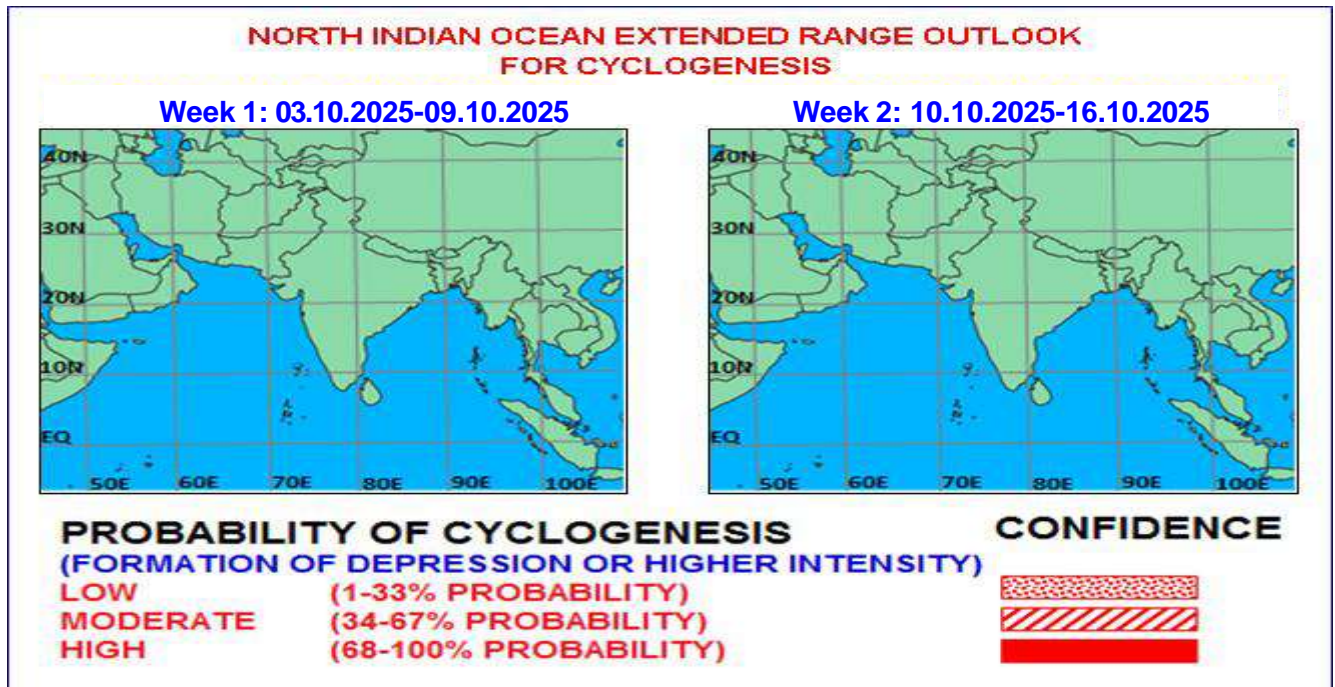 NORTH INDIAN OCEAN EXTENDED RANGE OUTLOOK
FOR CYCLOGENESIS
Week 1: 03.10.2025-09.10.2025
40N
30N
20N
10N
EQ
50E 60E 70E 80E 90E 100E
Week 2: 10.10.2025-16.10.2025
40N
30N
20N
10N
EQ
50E 60E 70E 80E 90E 100E
PROBABILITY OF CYCLOGENESIS CONFIDENCE
(FORMATION OF DEPRESSION OR HIGHER INTENSITY)
LOW (1-33% PROBABILITY)
MODERATE (34-67% PROBABILITY)
HIGH (68-100% PROBABILITY)